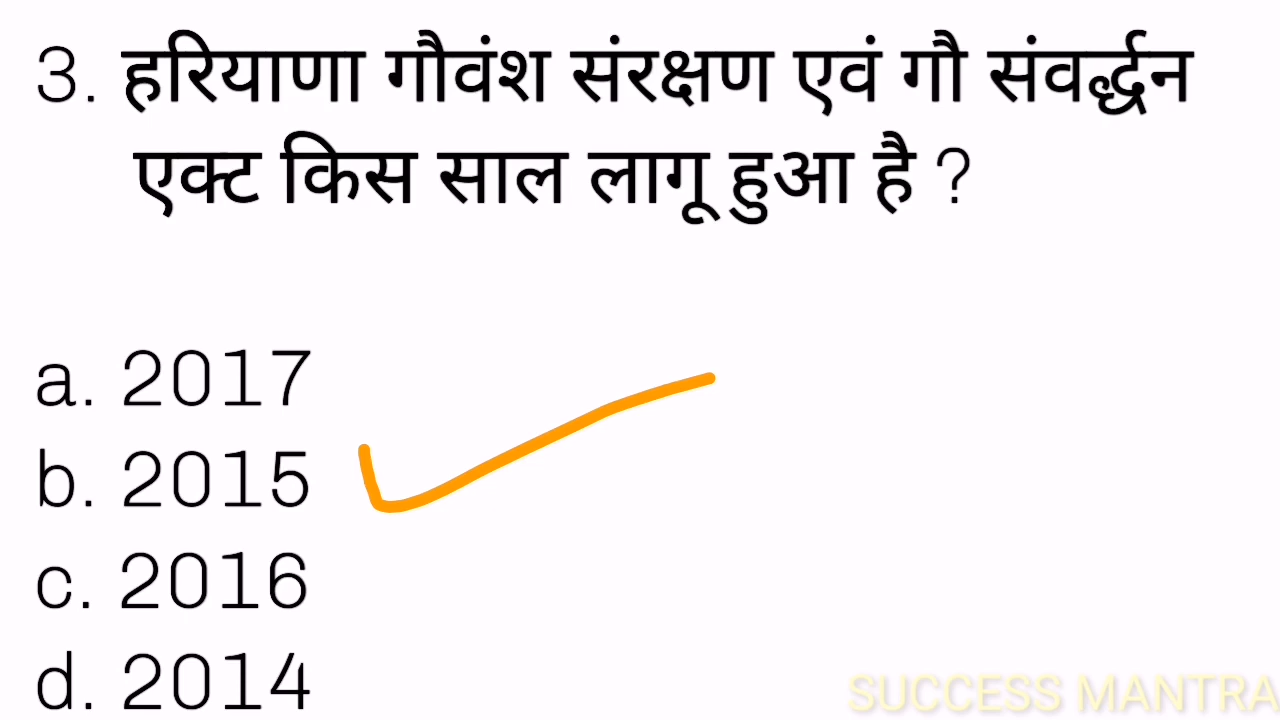 3. हरियाणा गौवंश संरक्षण एवं गौ संवर्द्धन
एक्ट किस साल लागू हुआ है ?
a. 2017
b. 2015
c. 2016
d. 2014
SUCCESS MANTRA